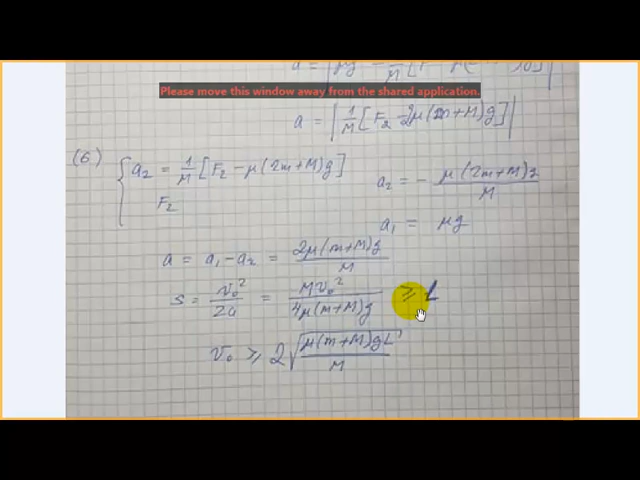 Please move this window away from the shared application.
a = | 1/M [ F₂ - 2μ(m+M)g ] |
(6) { a₂ = 1/M [ F₂ - μ(2m+M)g ]
F₂
a₂ = - μ(2m+M)g / M
a₁ = μg
a = a₁ - a₂ = 2μ(m+M)g / M
s = v₀² / 2a = Mv₀² / 4μ(m+M)g ≥ L
v₀ ≥ 2√( μ(m+M)gL / M )